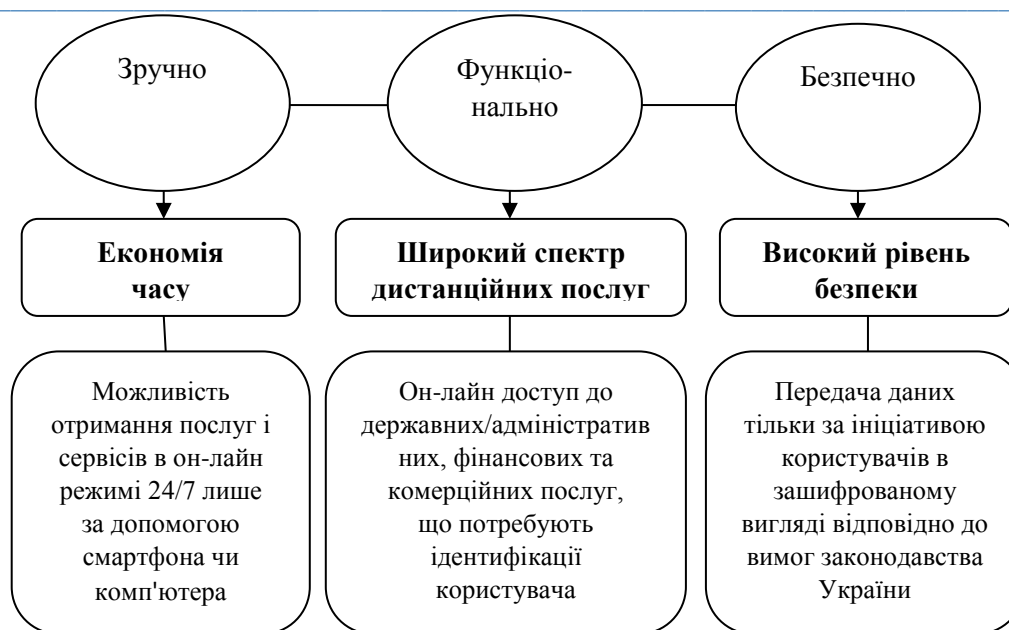 Зручно
Функціо-
нально
Безпечно
Економія
часу
Широкий спектр
дистанційних послуг
Високий рівень
безпеки
Можливість
отримання послуг і
сервісів в он-лайн
режимі 24/7 лише
за допомогою
смартфона чи
комп'ютера
Он-лайн доступ до
державних/адміністратив
них, фінансових та
комерційних послуг,
що потребують
ідентифікації
користувача
Передача даних
тільки за ініціативою
користувачів в
зашифрованому
вигляді відповідно до
вимог законодавства
України